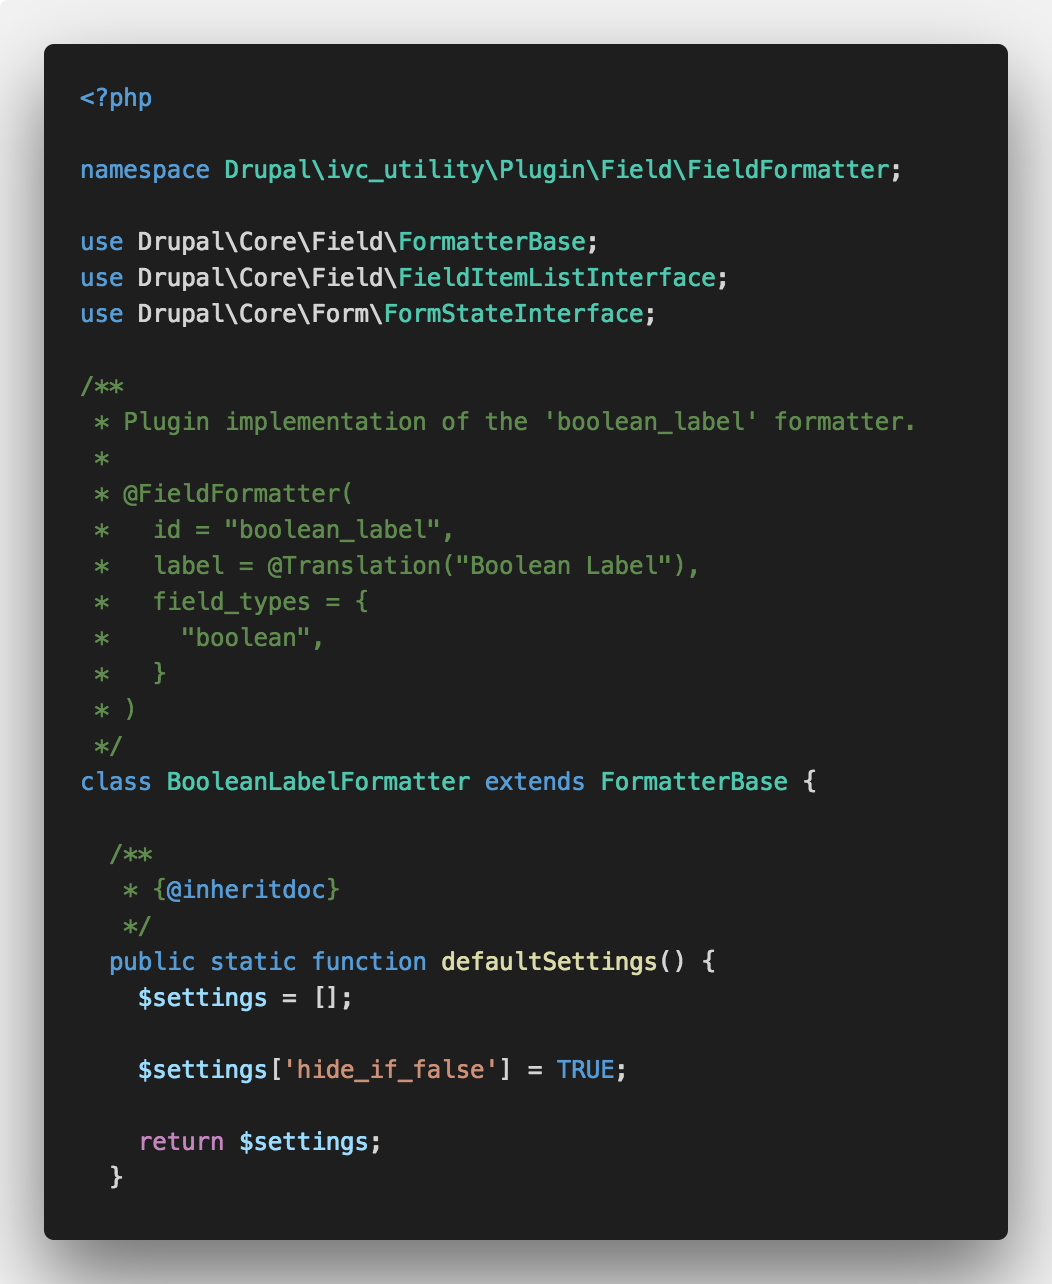 <?php

namespace Drupal\ivc_utility\Plugin\Field\FieldFormatter;

use Drupal\Core\Field\FormatterBase;
use Drupal\Core\Field\FieldItemListInterface;
use Drupal\Core\Form\FormStateInterface;

/**
 * Plugin implementation of the 'boolean_label' formatter.
 *
 * @FieldFormatter(
 *   id = "boolean_label",
 *   label = @Translation("Boolean Label"),
 *   field_types = {
 *     "boolean",
 *   }
 * )
 */
class BooleanLabelFormatter extends FormatterBase {

  /**
   * {@inheritdoc}
   */
  public static function defaultSettings() {
    $settings = [];

    $settings['hide_if_false'] = TRUE;

    return $settings;
  }